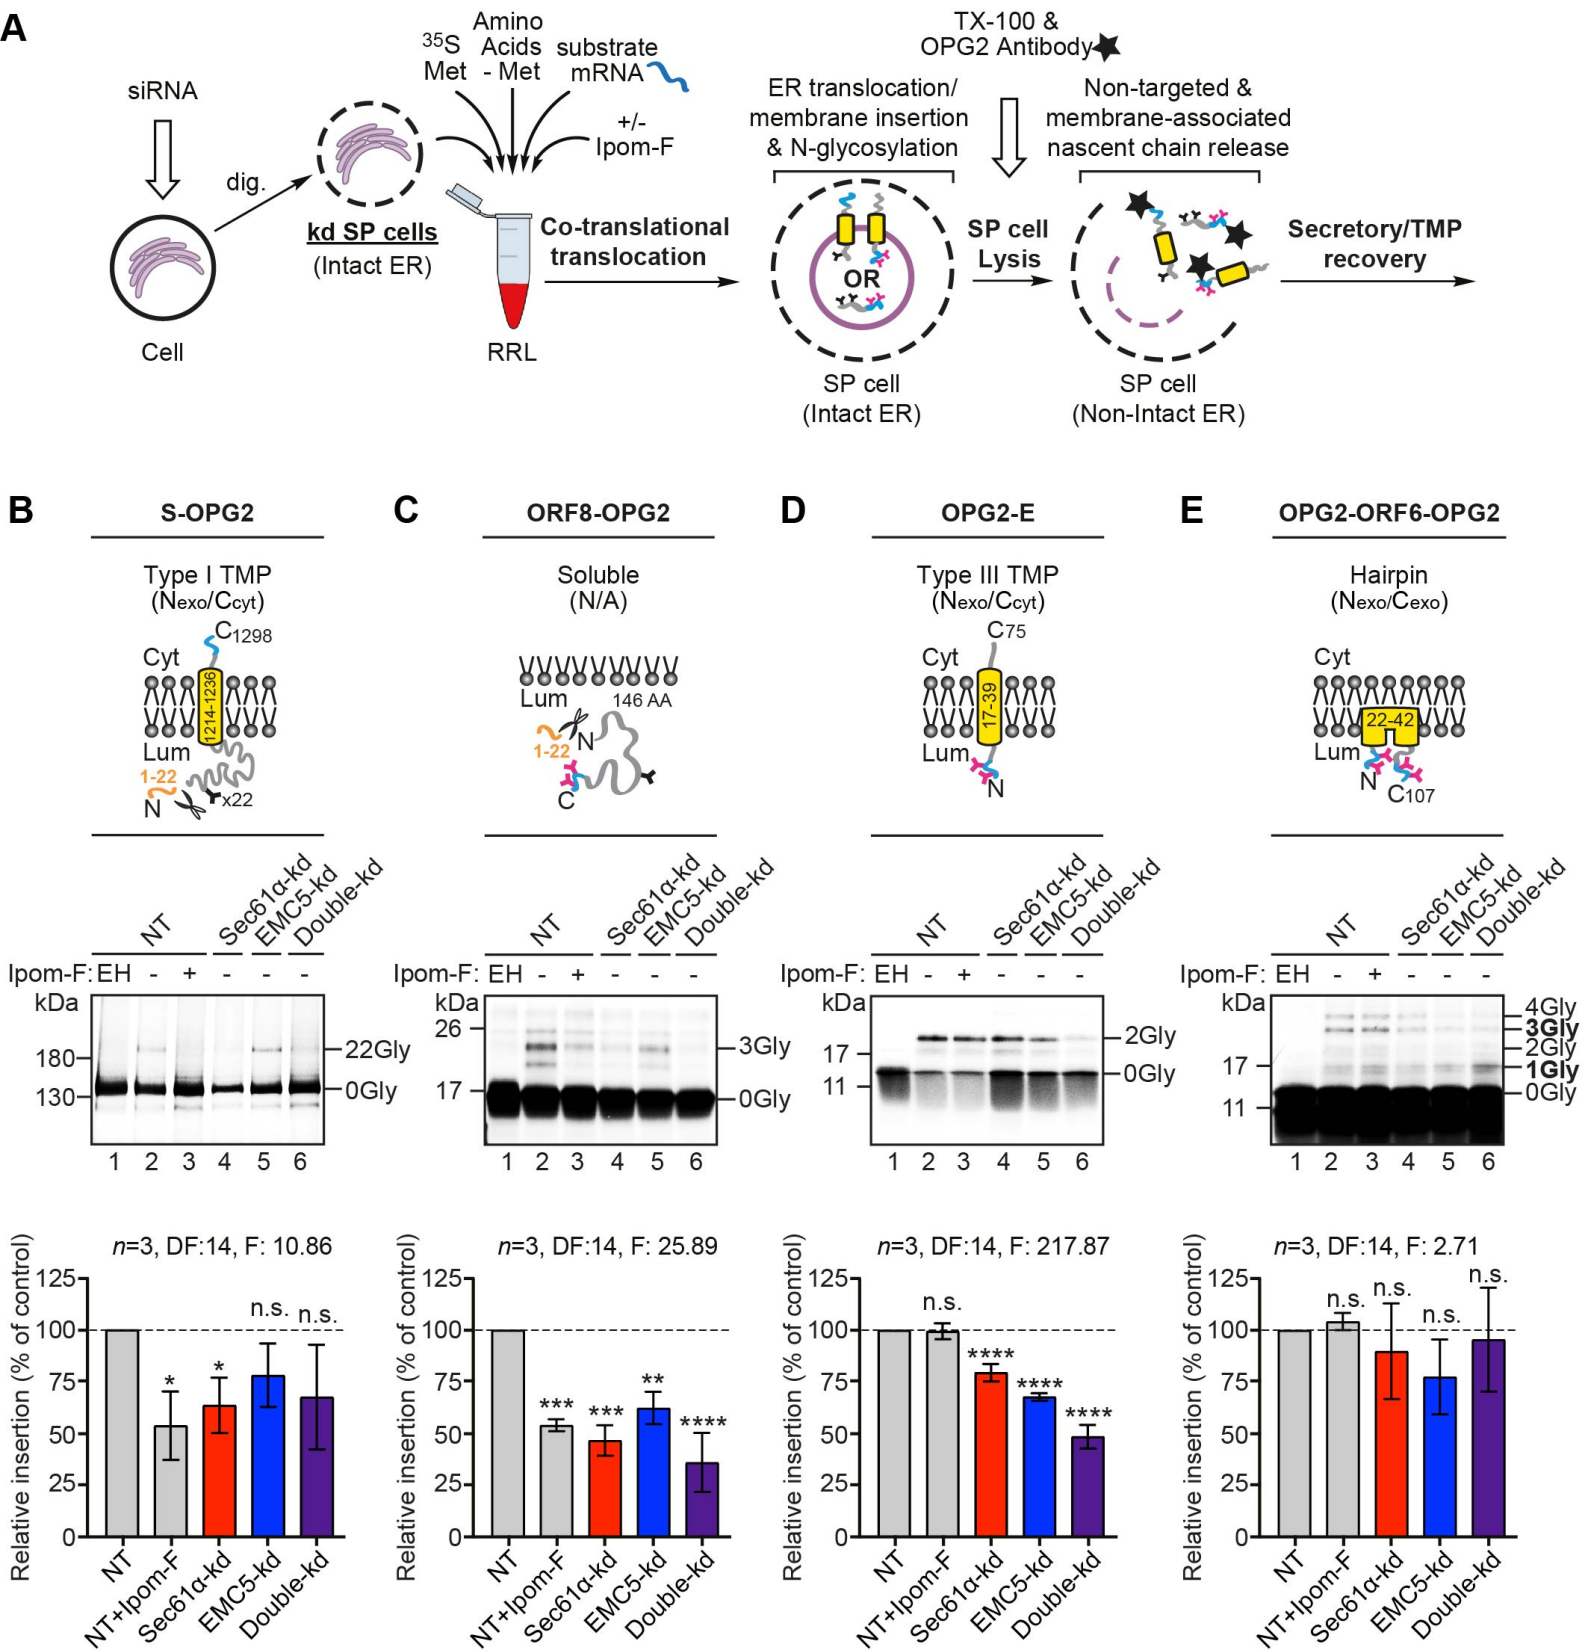 A
siRNA
dig.
Cell
kd SP cells
(Intact ER)
35S
Met
Amino
Acids
- Met
substrate
mRNA
+/-
Ipom-F
RRL
Co-translational
translocation
ER translocation/
membrane insertion
& N-glycosylation
OR
SP cell
(Intact ER)
TX-100 &
OPG2 Antibody
SP cell
Lysis
Non-targeted &
membrane-associated
nascent chain release
SP cell
(Non-Intact ER)
Secretory/TMP
recovery
B
S-OPG2
Type I TMP
(Nexo/Ccyt)
C1298
Cyt
1214-1236
Lum
1-22
N
x22
NT
Sec61α-kd
EMC5-kd
Double-kd
Ipom-F: EH - + - - -
kDa
180
130
22Gly
0Gly
1 2 3 4 5 6
n=3, DF:14, F: 10.86
Relative insertion (% of control)
125
100
75
50
25
0
* * n.s. n.s.
NT
NT+Ipom-F
Sec61α-kd
EMC5-kd
Double-kd
C
ORF8-OPG2
Soluble
(N/A)
Lum
146 AA
1-22
N
C
NT
Sec61α-kd
EMC5-kd
Double-kd
Ipom-F: EH - + - - -
kDa
26
17
3Gly
0Gly
1 2 3 4 5 6
n=3, DF:14, F: 25.89
Relative insertion (% of control)
125
100
75
50
25
0
*** *** ** ****
NT
NT+Ipom-F
Sec61α-kd
EMC5-kd
Double-kd
D
OPG2-E
Type III TMP
(Nexo/Ccyt)
C75
Cyt
17-39
Lum
N
NT
Sec61α-kd
EMC5-kd
Double-kd
Ipom-F: EH - + - - -
kDa
17
11
2Gly
0Gly
1 2 3 4 5 6
n=3, DF:14, F: 217.87
Relative insertion (% of control)
125
100
75
50
25
0
n.s. **** **** ****
NT
NT+Ipom-F
Sec61α-kd
EMC5-kd
Double-kd
E
OPG2-ORF6-OPG2
Hairpin
(Nexo/Cexo)
Cyt
22-42
Lum
N
C107
NT
Sec61α-kd
EMC5-kd
Double-kd
Ipom-F: EH - + - - -
kDa
17
11
4Gly
3Gly
2Gly
1Gly
0Gly
1 2 3 4 5 6
n=3, DF:14, F: 2.71
Relative insertion (% of control)
125
100
75
50
25
0
n.s. n.s. n.s. n.s.
NT
NT+Ipom-F
Sec61α-kd
EMC5-kd
Double-kd